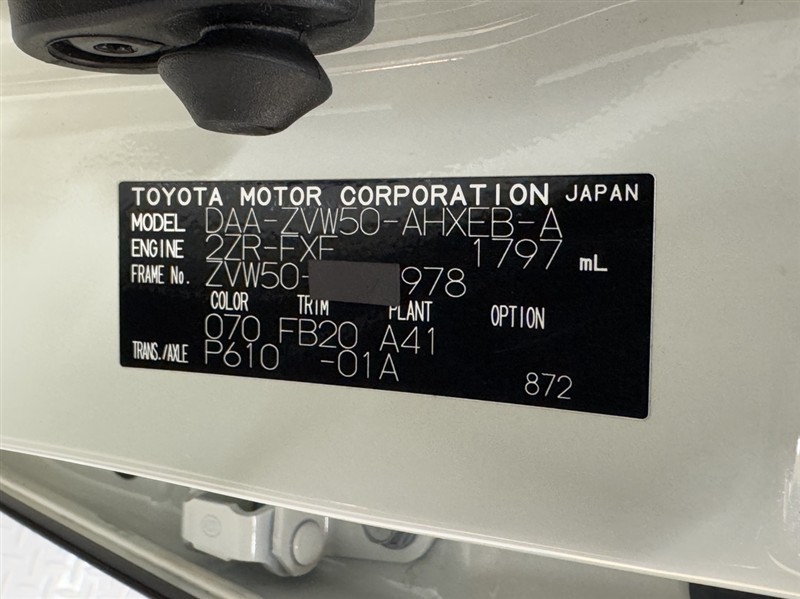 TOYOTA MOTOR CORPORATION JAPAN
MODEL DAA-ZVW50-AHXEB-A
ENGINE 2ZR-FXE 1797 mL
FRAME No. ZVW50- 978
COLOR TRIM PLANT OPTION
070 FB20 A41
TRANS./AXLE P610 -01A
872